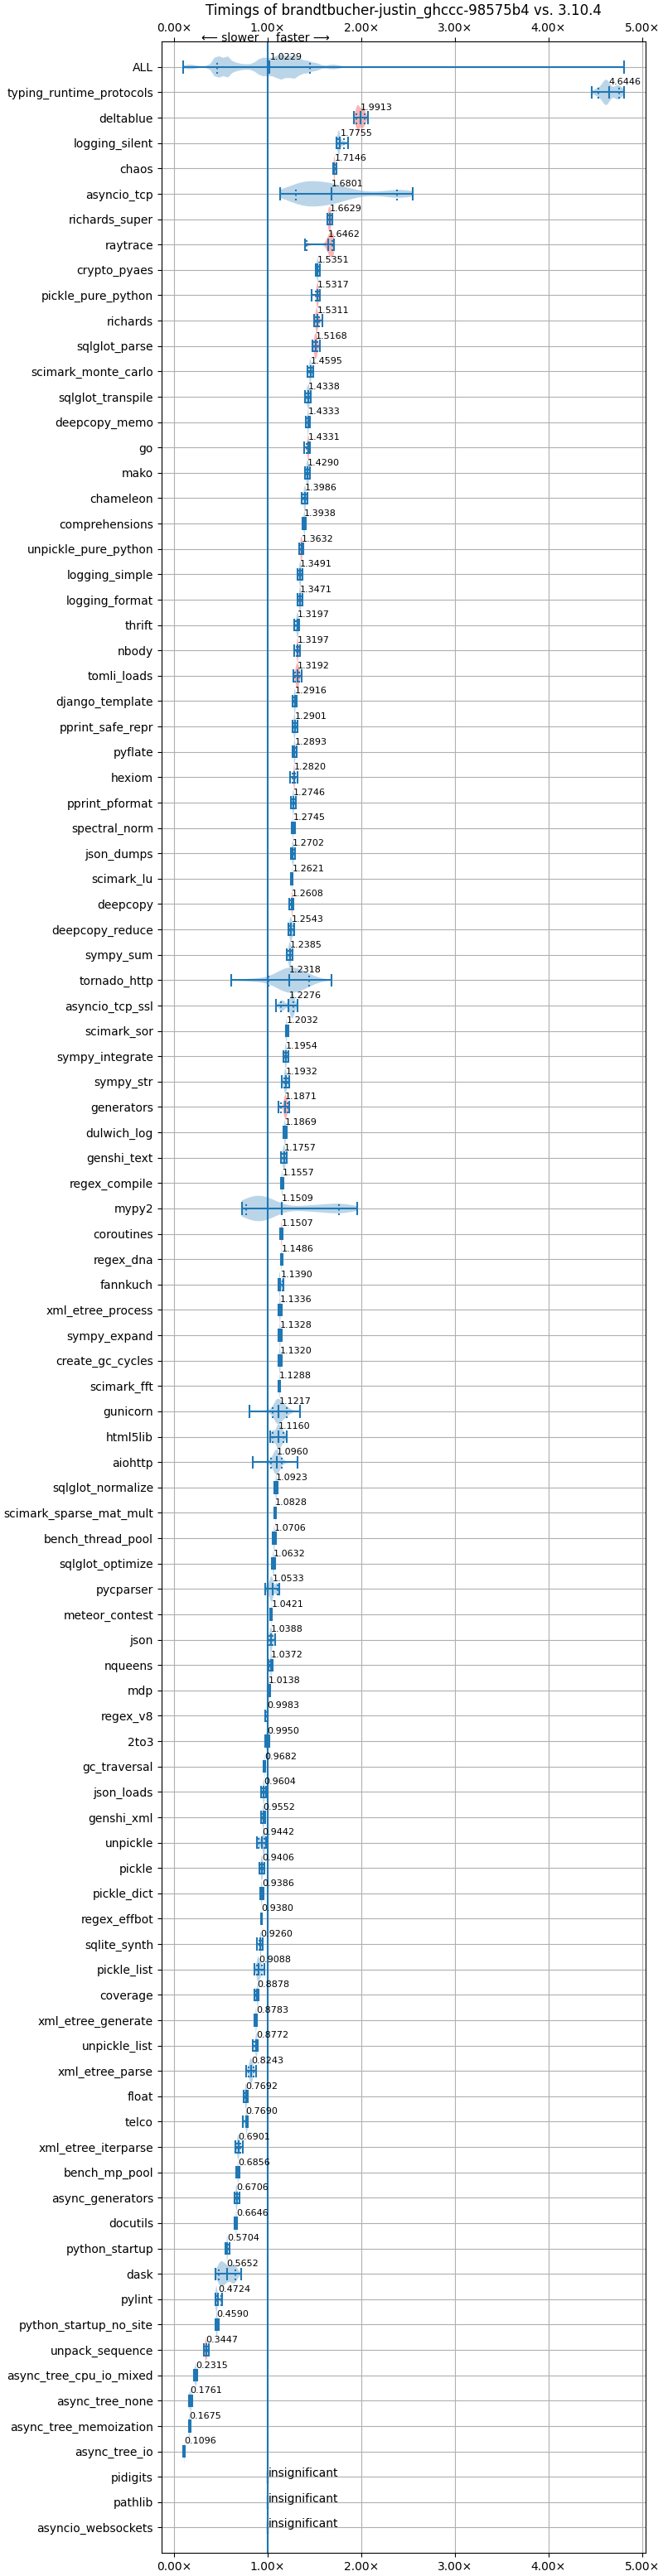 Timings of brandtbucher-justin_ghccc-98575b4 vs. 3.10.4
0.00× 1.00× 2.00× 3.00× 4.00× 5.00×
⟵ slower faster ⟶
ALL 1.0229
typing_runtime_protocols 4.6446
deltablue 1.9913
logging_silent 1.7755
chaos 1.7146
asyncio_tcp 1.6801
richards_super 1.6629
raytrace 1.6462
crypto_pyaes 1.5351
pickle_pure_python 1.5317
richards 1.5311
sqlglot_parse 1.5168
scimark_monte_carlo 1.4595
sqlglot_transpile 1.4338
deepcopy_memo 1.4333
go 1.4331
mako 1.4290
chameleon 1.3986
comprehensions 1.3938
unpickle_pure_python 1.3632
logging_simple 1.3491
logging_format 1.3471
thrift 1.3197
nbody 1.3197
tomli_loads 1.3192
django_template 1.2916
pprint_safe_repr 1.2901
pyflate 1.2893
hexiom 1.2820
pprint_pformat 1.2746
spectral_norm 1.2745
json_dumps 1.2702
scimark_lu 1.2621
deepcopy 1.2608
deepcopy_reduce 1.2543
sympy_sum 1.2385
tornado_http 1.2318
asyncio_tcp_ssl 1.2276
scimark_sor 1.2032
sympy_integrate 1.1954
sympy_str 1.1932
generators 1.1871
dulwich_log 1.1869
genshi_text 1.1757
regex_compile 1.1557
mypy2 1.1509
coroutines 1.1507
regex_dna 1.1486
fannkuch 1.1390
xml_etree_process 1.1336
sympy_expand 1.1328
create_gc_cycles 1.1320
scimark_fft 1.1288
gunicorn 1.1217
html5lib 1.1160
aiohttp 1.0960
sqlglot_normalize 1.0923
scimark_sparse_mat_mult 1.0828
bench_thread_pool 1.0706
sqlglot_optimize 1.0632
pycparser 1.0533
meteor_contest 1.0421
json 1.0388
nqueens 1.0372
mdp 1.0138
regex_v8 0.9983
2to3 0.9950
gc_traversal 0.9682
json_loads 0.9604
genshi_xml 0.9552
unpickle 0.9442
pickle 0.9406
pickle_dict 0.9386
regex_effbot 0.9380
sqlite_synth 0.9260
pickle_list 0.9088
coverage 0.8878
xml_etree_generate 0.8783
unpickle_list 0.8772
xml_etree_parse 0.8243
float 0.7692
telco 0.7690
xml_etree_iterparse 0.6901
bench_mp_pool 0.6856
async_generators 0.6706
docutils 0.6646
python_startup 0.5704
dask 0.5652
pylint 0.4724
python_startup_no_site 0.4590
unpack_sequence 0.3447
async_tree_cpu_io_mixed 0.2315
async_tree_none 0.1761
async_tree_memoization 0.1675
async_tree_io 0.1096
pidigits insignificant
pathlib insignificant
asyncio_websockets insignificant
0.00× 1.00× 2.00× 3.00× 4.00× 5.00×